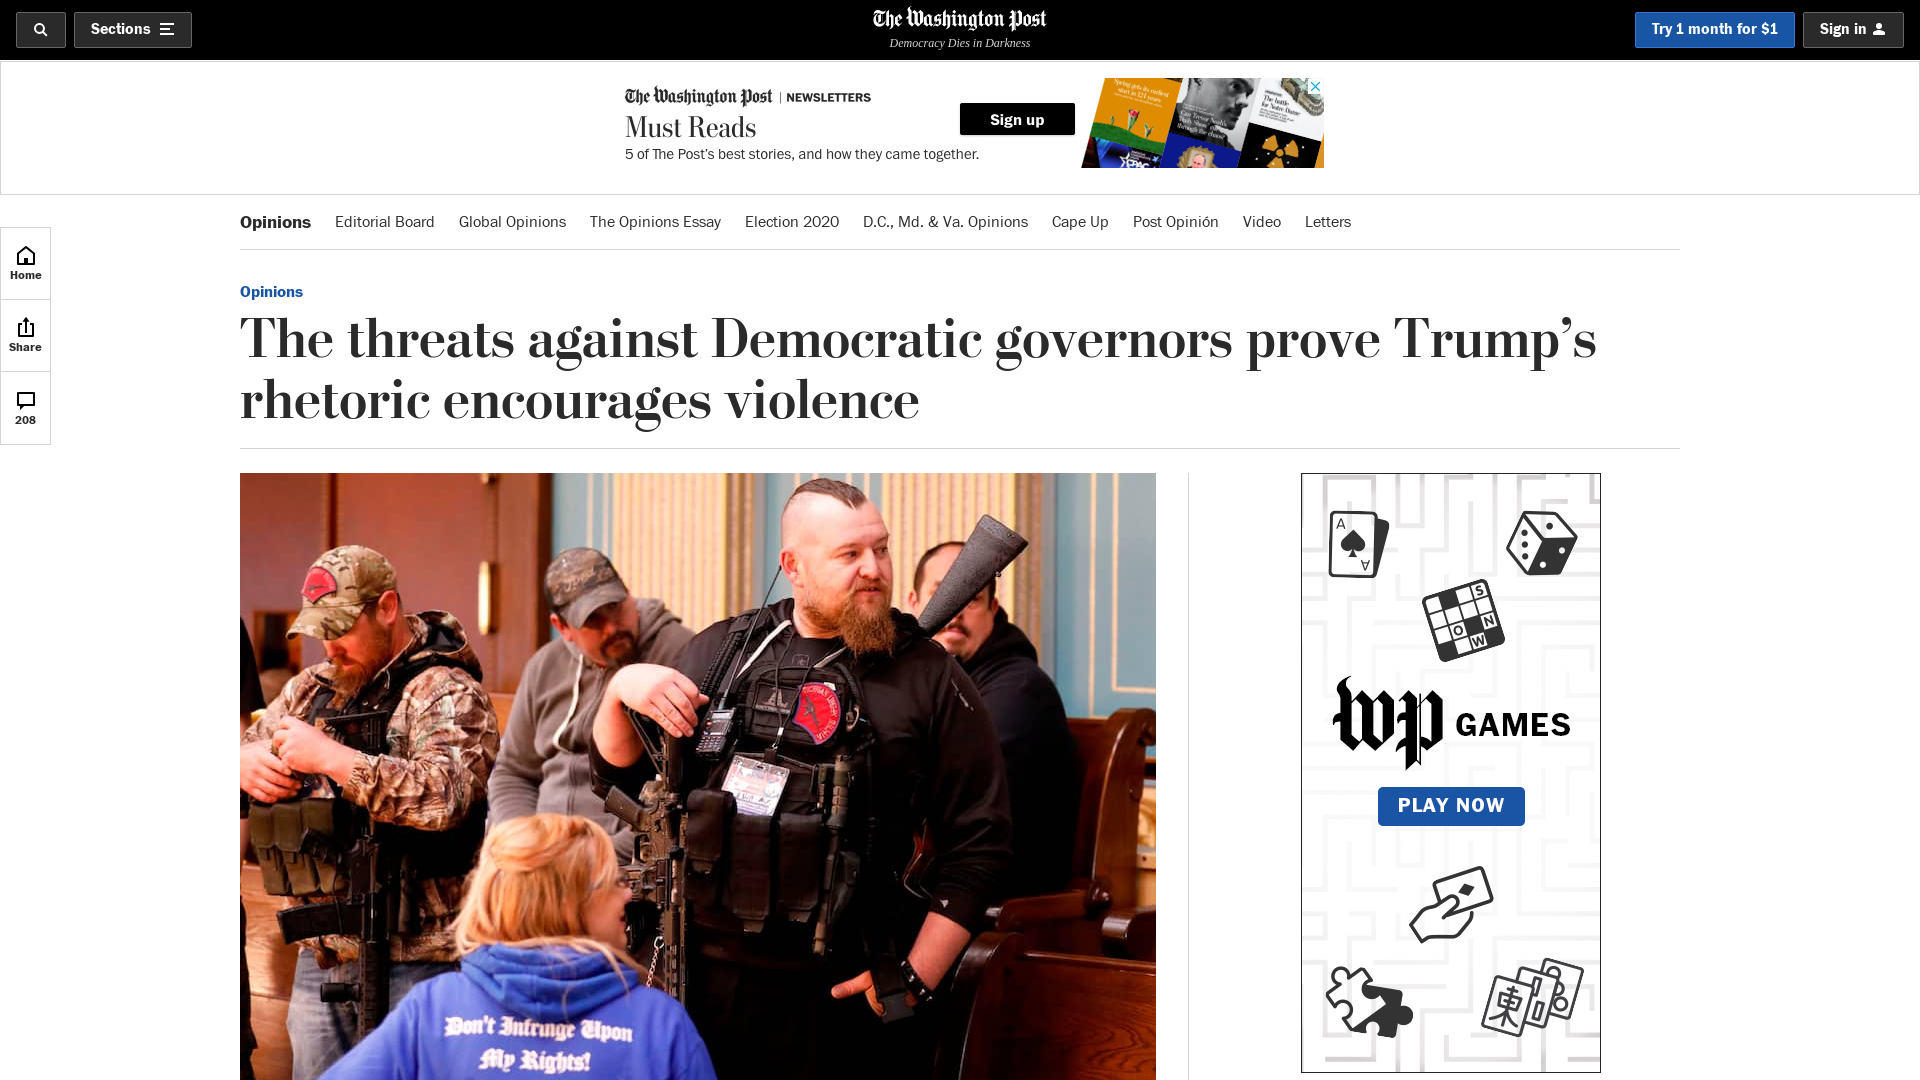 Sections
The Washington Post
Democracy Dies in Darkness
Try 1 month for $1
Sign in
The Washington Post | NEWSLETTERS
Must Reads
5 of The Post's best stories, and how they came together.
Sign up
Opinions
Editorial Board
Global Opinions
The Opinions Essay
Election 2020
D.C., Md. & Va. Opinions
Cape Up
Post Opinión
Video
Letters
Home
Share
208
Opinions
The threats against Democratic governors prove Trump’s
rhetoric encourages violence
Don't Infringe Upon
My Rights!
A
A
S
O
N
W
wp GAMES
PLAY NOW
東